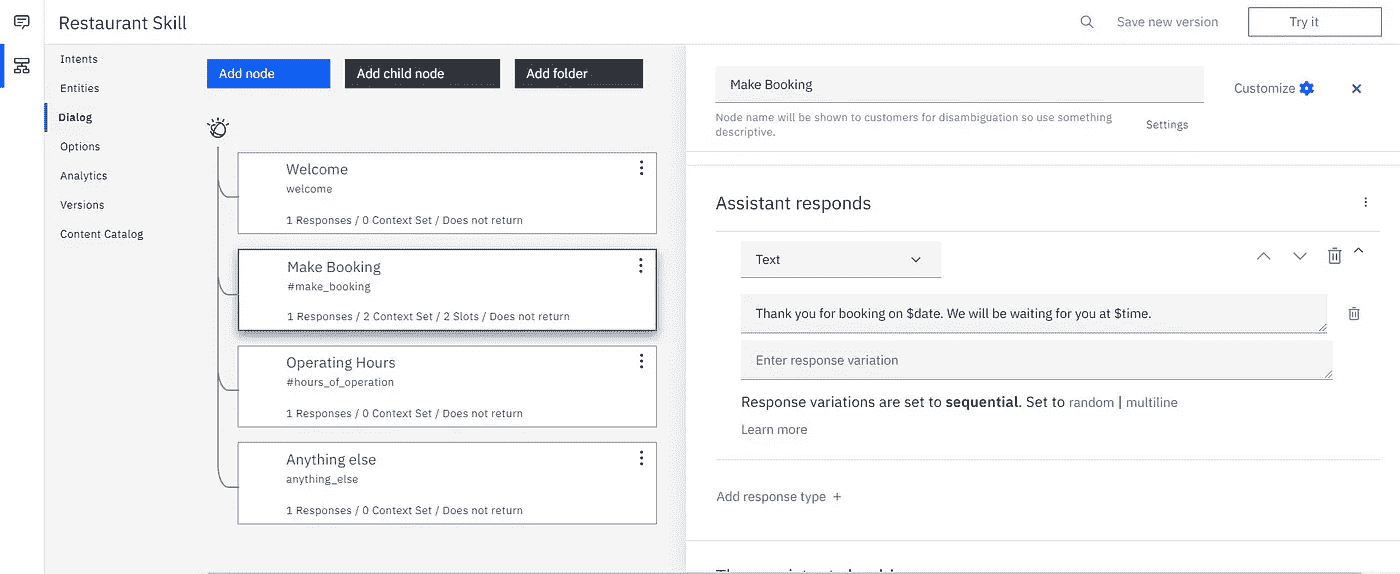 Restaurant Skill
Save new version
Try it
Intents
Entities
Dialog
Options
Analytics
Versions
Content Catalog
Add node
Add child node
Add folder
Welcome
welcome
1 Responses / 0 Context Set / Does not return
Make Booking
#make_booking
1 Responses / 2 Context Set / 2 Slots / Does not return
Operating Hours
#hours_of_operation
1 Responses / 0 Context Set / Does not return
Anything else
anything_else
1 Responses / 0 Context Set / Does not return
Make Booking
Customize
Node name will be shown to customers for disambiguation so use something
descriptive.
Settings
Assistant responds
Text
Thank you for booking on $date. We will be waiting for you at $time.
Enter response variation
Response variations are set to sequential. Set to random | multiline
Learn more
Add response type +